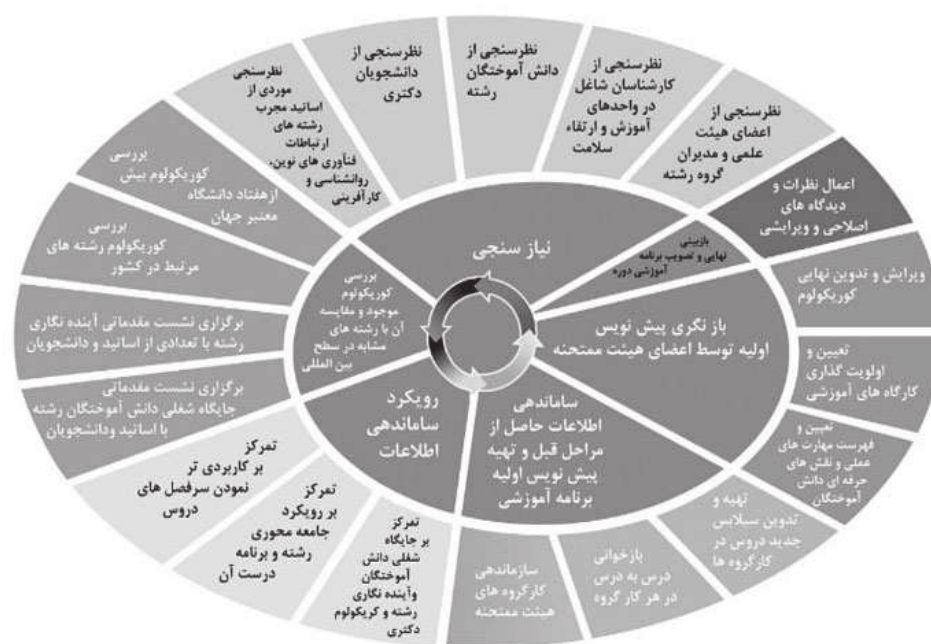 نظرسنجی از
اعضای هیئت
علمی و مدیران
گروه رشته
نظرسنجی از
کارشناسان شاغل
در واحدهای
آموزش و ارتقاء
سلامت
نظرسنجی از
دانش آموختگان
رشته
نظرسنجی از
دانشجویان
دکتری
نظرسنجی
موردی از
اساتید مجرب
رشته های
ارتباطات
فنآوری های نوین،
روانشناسی و
کارآفرینی
بررسی
کوریکولوم بیش
ازهفتاد دانشگاه
معتبر جهان
بررسی
کوریکولوم رشته های
مرتبط در کشور
برگزاری نشست مقدماتی آینده نگاری
رشته با تعدادی از اساتید و دانشجویان
برگزاری نشست مقدماتی
جایگاه شغلی دانش آموختگان رشته
با اساتید ودانشجویان
تمرکز
بر کاربردی تر
نمودن سرفصل های
دروس
تمرکز
بر رویکرد
جامعه محوری
رشته و برنامه
درست آن
تمرکز
بر جایگاه
شغلی دانش
آموختگان
وآینده نگاری
رشته و کریکولوم
دکتری
سازماندهی
کارگروه های
هیئت ممتحنه
بازخوانی
درس به درس
در هر کار گروه
تهیه و
تدوین سیلابس
جدید دروس در
کارگروه ها
تعیین و
فهرست مهارت های
عملی و نقش های
حرفه ای دانش
آموختگان
تعیین و
اولویت گذاری
کارگاه های آموزشی
ویرایش و تدوین نهایی
کوریکولوم
اعمال نظرات و
دیدگاه های
اصلاحی و ویرایشی
نیاز سنجی
بررسی
کوریکولوم
موجود و مقایسه
آن با رشته های
مشابه در سطح
بین المللی
رویکرد
ساماندهی
اطلاعات
ساماندهی
اطلاعات حاصل از
مراحل قبل و تهیه
پیش نویس اولیه
برنامه آموزشی
باز نگری پیش نویس
اولیه توسط اعضای هیئت ممتحنه
بازبینی
نهایی و تصویب برنامه
آموزشی دوره